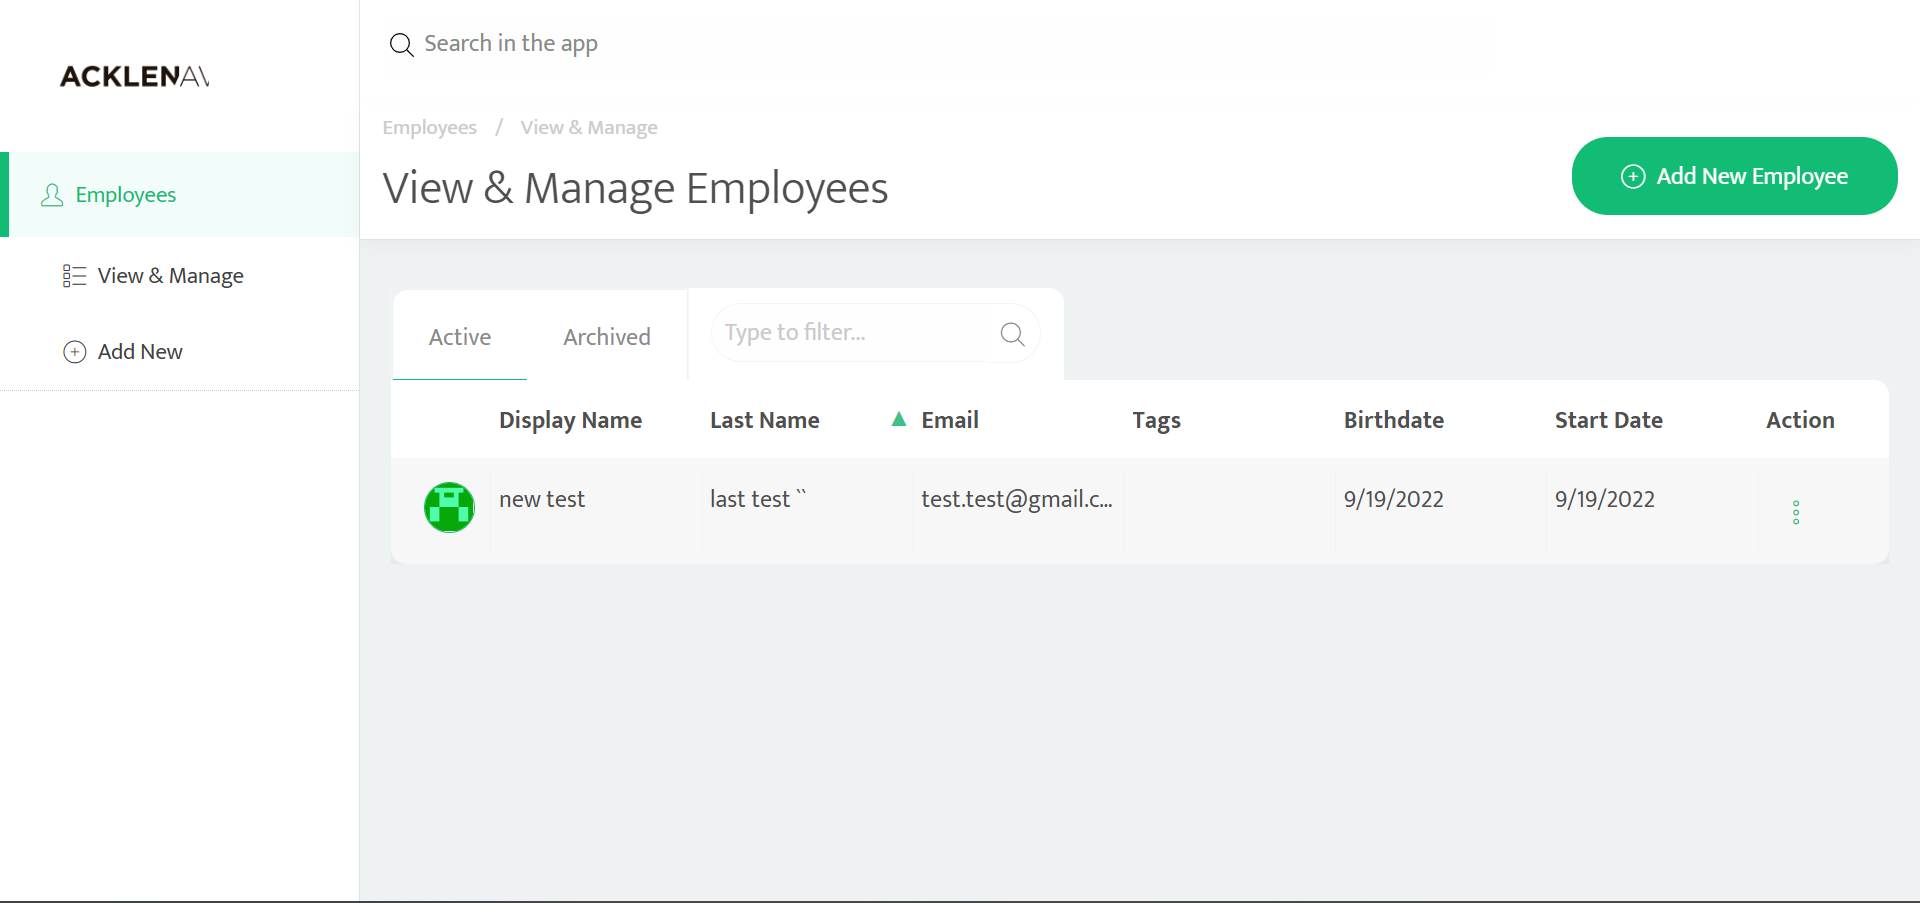 ACKLENAV
Search in the app
Employees / View & Manage
View & Manage Employees
Add New Employee
Employees
View & Manage
Add New
Active Archived Type to filter...
Display Name Last Name ▲ Email Tags Birthdate Start Date Action
new test last test `` test.test@gmail.c... 9/19/2022 9/19/2022